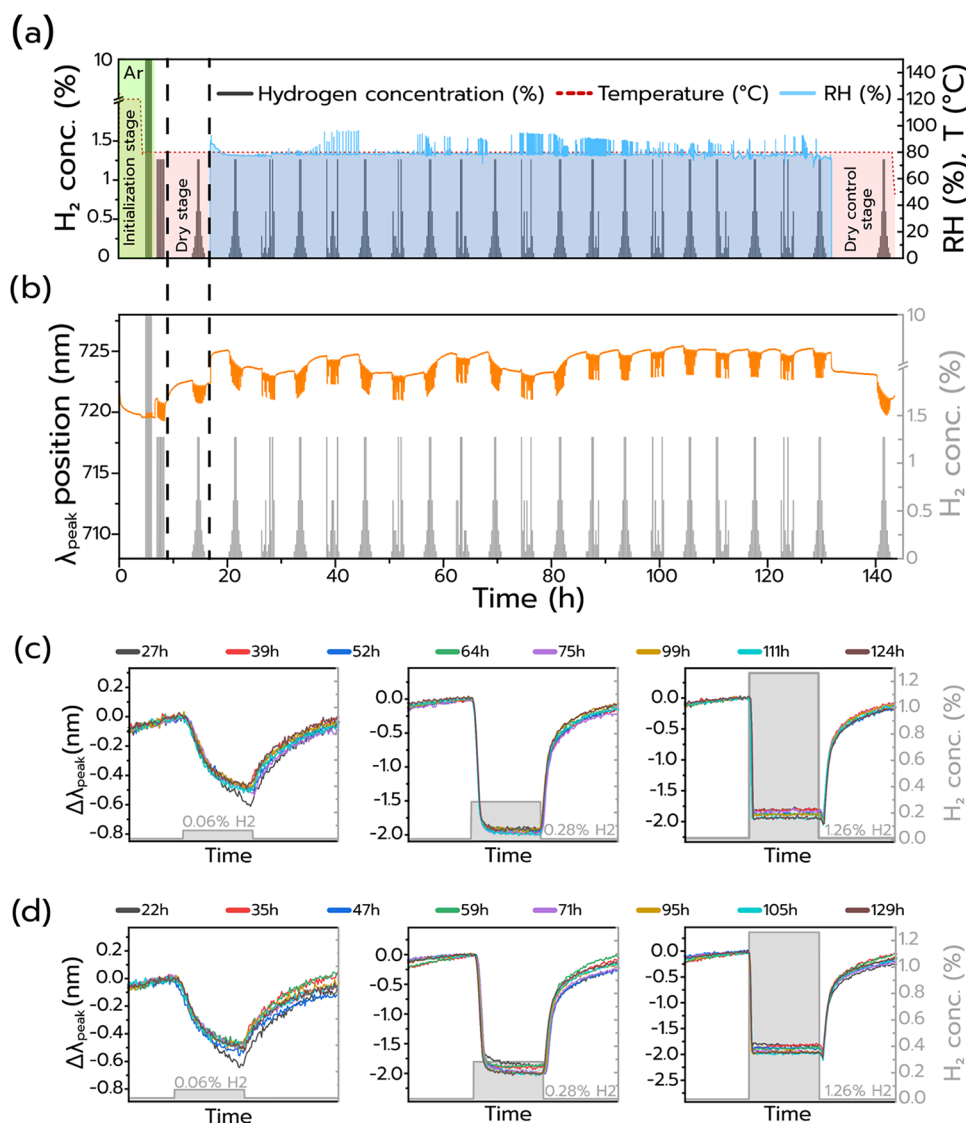 (a)
10
Ar
Hydrogen concentration (%)
Temperature (°C)
RH (%)
1.5
1
0.5
0
H₂ conc. (%)
Initialization stage
Dry stage
Dry control
stage
140
120
100
80
60
40
20
0
RH (%), T (°C)
(b)
725
720
715
710
λpeak position (nm)
10
1.5
1
0.5
0
H₂ conc. (%)
0 20 40 60 80 100 120 140
Time (h)
(c)
27h 39h 52h 64h 75h 99h 111h 124h
Δλpeak(nm)
0.2
0.0
-0.2
-0.4
-0.6
-0.8
0.06% H2
Time
0.0
-0.5
-1.0
-1.5
-2.0
0.28% H2
Time
0.0
-0.5
-1.0
-1.5
-2.0
1.26% H2
Time
1.2
1.0
0.8
0.6
0.4
0.2
0.0
H₂ conc. (%)
(d)
22h 35h 47h 59h 71h 95h 105h 129h
Δλpeak(nm)
0.2
0.0
-0.2
-0.4
-0.6
-0.8
0.06% H2
Time
0.0
-0.5
-1.0
-1.5
-2.0
0.28% H2
Time
0.0
-0.5
-1.0
-1.5
-2.0
-2.5
1.26% H2
Time
1.2
1.0
0.8
0.6
0.4
0.2
0.0
H₂ conc. (%)